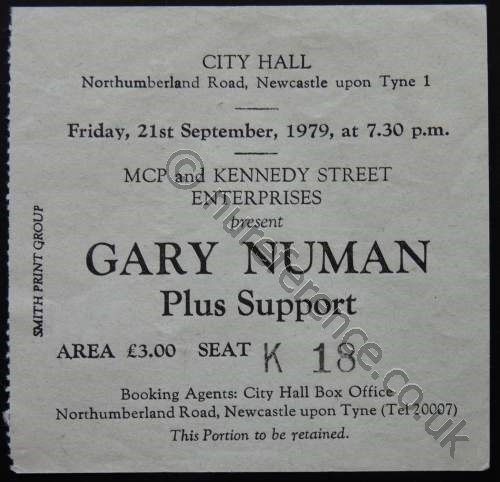 CITY HALL
Northumberland Road, Newcastle upon Tyne 1
Friday, 21st September, 1979, at 7.30 p.m.
MCP and KENNEDY STREET
ENTERPRISES
present
GARY NUMAN
Plus Support
AREA £3.00 SEAT K 18
Booking Agents: City Hall Box Office
Northumberland Road, Newcastle upon Tyne (Tel 20007)
This Portion to be retained.
SMITH PRINT GROUP
©nureference.co.uk